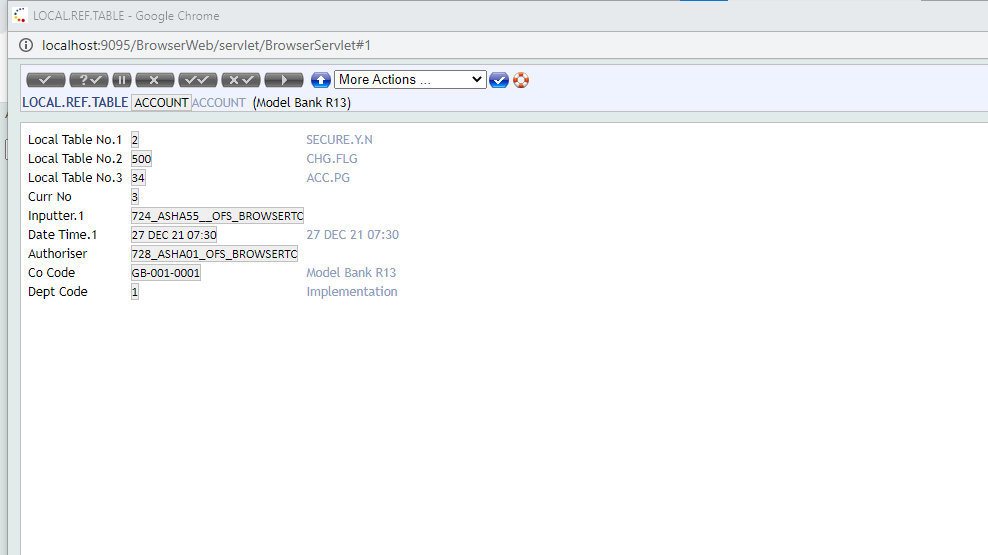 LOCAL.REF.TABLE - Google Chrome
localhost:9095/BrowserWeb/servlet/BrowserServlet#1
More Actions ...
LOCAL.REF.TABLE ACCOUNT ACCOUNT (Model Bank R13)
Local Table No.1 2 SECURE.Y.N
Local Table No.2 500 CHG.FLG
Local Table No.3 34 ACC.PG
Curr No 3
Inputter.1 724_ASHA55__OFS_BROWSERTC
Date Time.1 27 DEC 21 07:30 27 DEC 21 07:30
Authoriser 728_ASHA01_OFS_BROWSERTC
Co Code GB-001-0001 Model Bank R13
Dept Code 1 Implementation